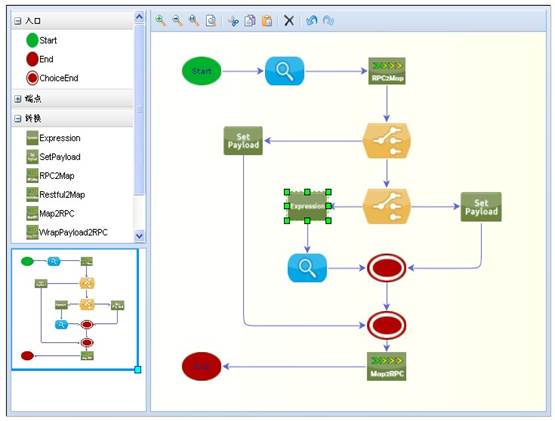 入口
Start
End
ChoiceEnd
端点
转换
Expression
SetPayload
RPC2Map
Restful2Map
Map2RPC
WrapPayload2RPC
Start
RPC2Map
Set
Payload
Expression
Set
Payload
Map2RPC